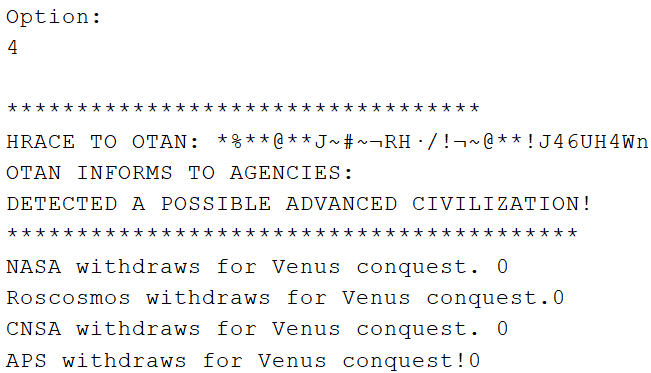 Option:
4
**********************************
HRACE TO OTAN: *%**@**J~#~¬RH·/!¬~@**!J46UH4Wn
OTAN INFORMS TO AGENCIES:
DETECTED A POSSIBLE ADVANCED CIVILIZATION!
*****************************************
NASA withdraws for Venus conquest. 0
Roscosmos withdraws for Venus conquest.0
CNSA withdraws for Venus conquest. 0
APS withdraws for Venus conquest!0